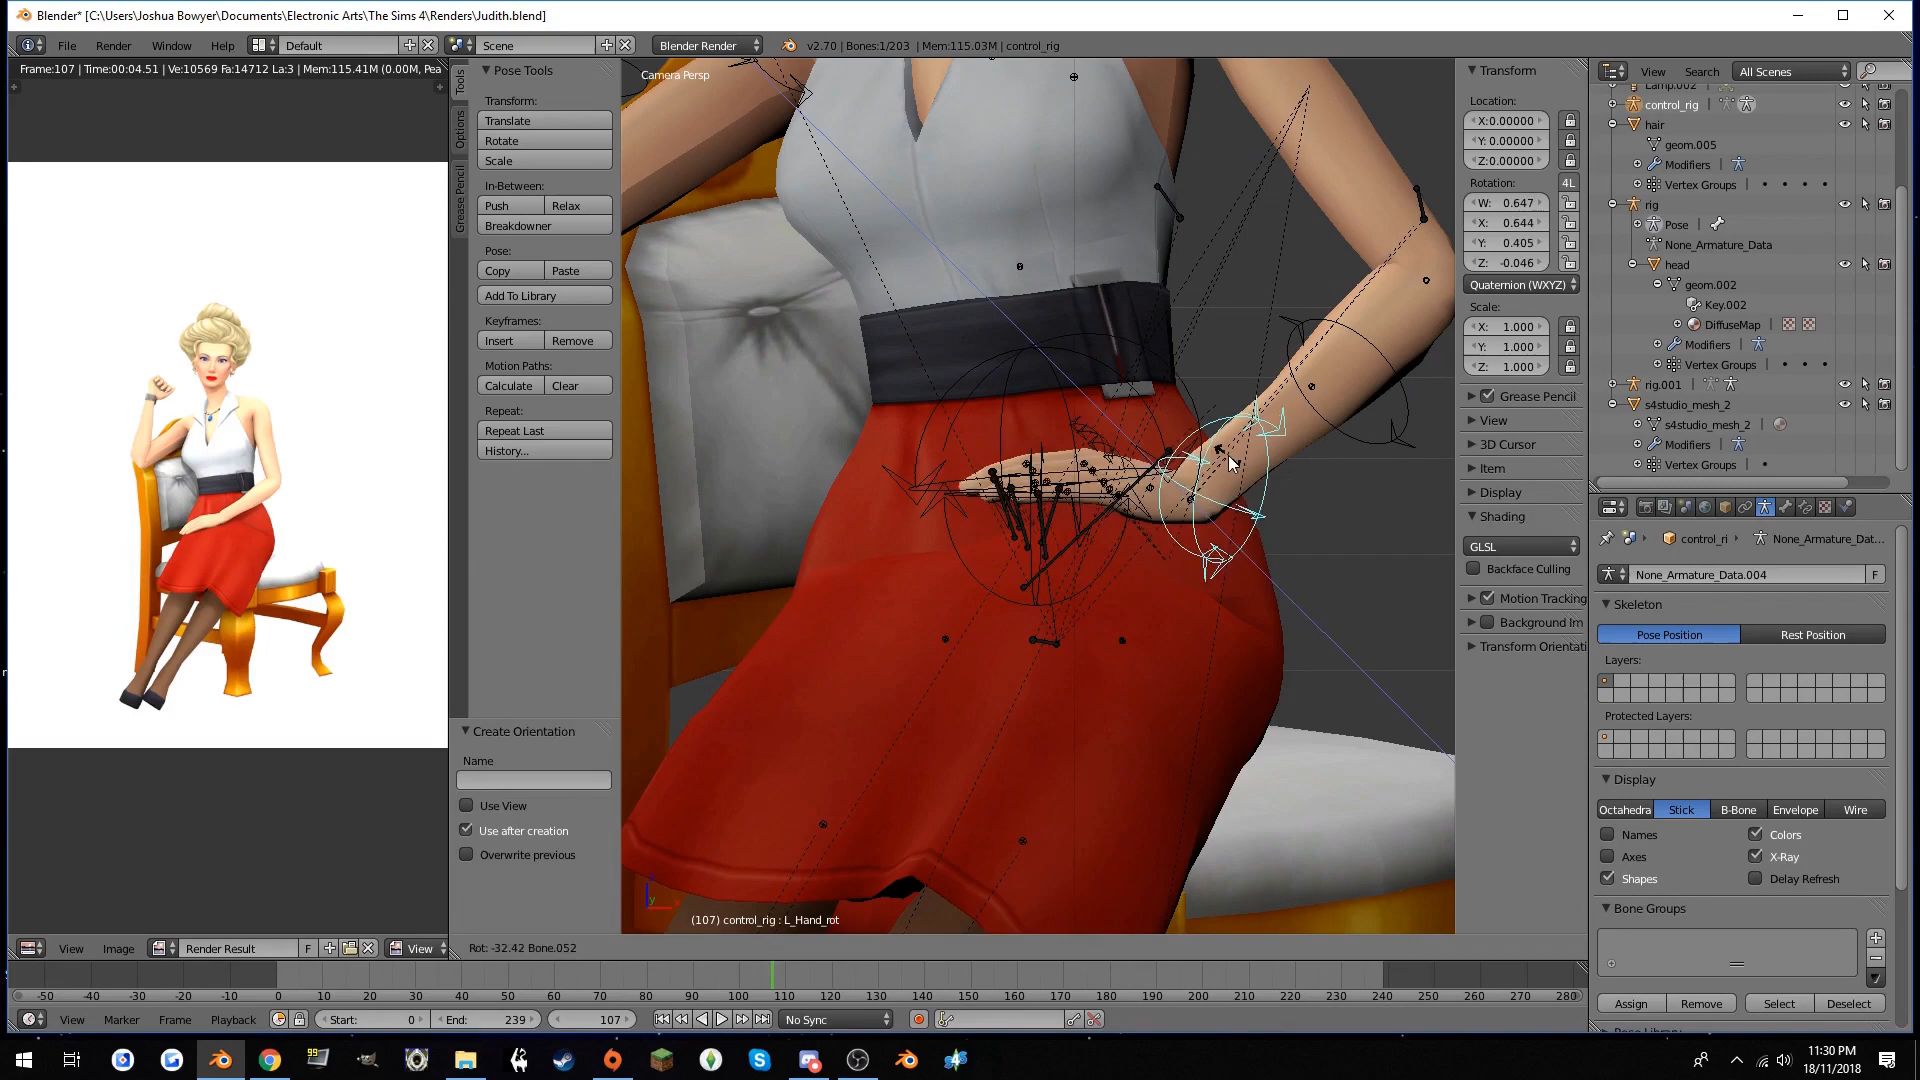 Blender* [C:\Users\Joshua Bowyer\Documents\Electronic Arts\The Sims 4\Renders\Judith.blend]
File Render Window Help Default Scene Blender Render v2.70 | Bones:1/203 | Mem:115.03M | control_rig
Frame:107 | Time:00:04.51 | Ve:10569 Fa:14712 La:3 | Mem:115.41M (0.00M, Pea
Tools
Options
Grease Pencil
Pose Tools
Transform:
Translate
Rotate
Scale
In-Between:
Push Relax
Breakdowner
Pose:
Copy Paste
Add To Library
Keyframes:
Insert Remove
Motion Paths:
Calculate Clear
Repeat:
Repeat Last
History...
Create Orientation
Name
Use View
Use after creation
Overwrite previous
Camera Persp
(107) control_rig : L_Hand_rot
Rot: -32.42 Bone.052
Transform
Location:
X:0.00000
Y: 0.00000
Z:0.00000
Rotation:
4L
W: 0.647
X: 0.644
Y: 0.405
Z: -0.046
Quaternion (WXYZ)
Scale:
X: 1.000
Y: 1.000
Z: 1.000
Grease Pencil
View
3D Cursor
Item
Display
Shading
GLSL
Backface Culling
Motion Tracking
Background Im
Transform Orientati
View Search All Scenes
Lamp.002
control_rig
hair
geom.005
Modifiers
Vertex Groups
rig
Pose
None_Armature_Data
head
geom.002
Key.002
DiffuseMap
Modifiers
Vertex Groups
rig.001
s4studio_mesh_2
s4studio_mesh_2
Modifiers
Vertex Groups
control_ri None_Armature_Dat...
None_Armature_Data.004 F
Skeleton
Pose Position Rest Position
Layers:
Protected Layers:
Display
Octahedra Stick B-Bone Envelope Wire
Names Colors
Axes X-Ray
Shapes Delay Refresh
Bone Groups
Assign Remove Select Deselect
View Image Render Result F View
-50 -40 -30 -20 -10 0 10 20 30 40 50 60 70 80 90 100 110 120 130 140 150 160 170 180 190 200 210 220 230 240 250 260 270 280
View Marker Frame Playback Start: 0 End: 239 107 No Sync
99
11:30 PM
18/11/2018